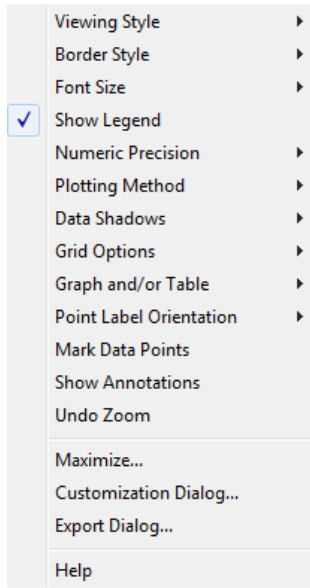 Viewing Style
Border Style
Font Size
Show Legend
Numeric Precision
Plotting Method
Data Shadows
Grid Options
Graph and/or Table
Point Label Orientation
Mark Data Points
Show Annotations
Undo Zoom
Maximize...
Customization Dialog...
Export Dialog...
Help